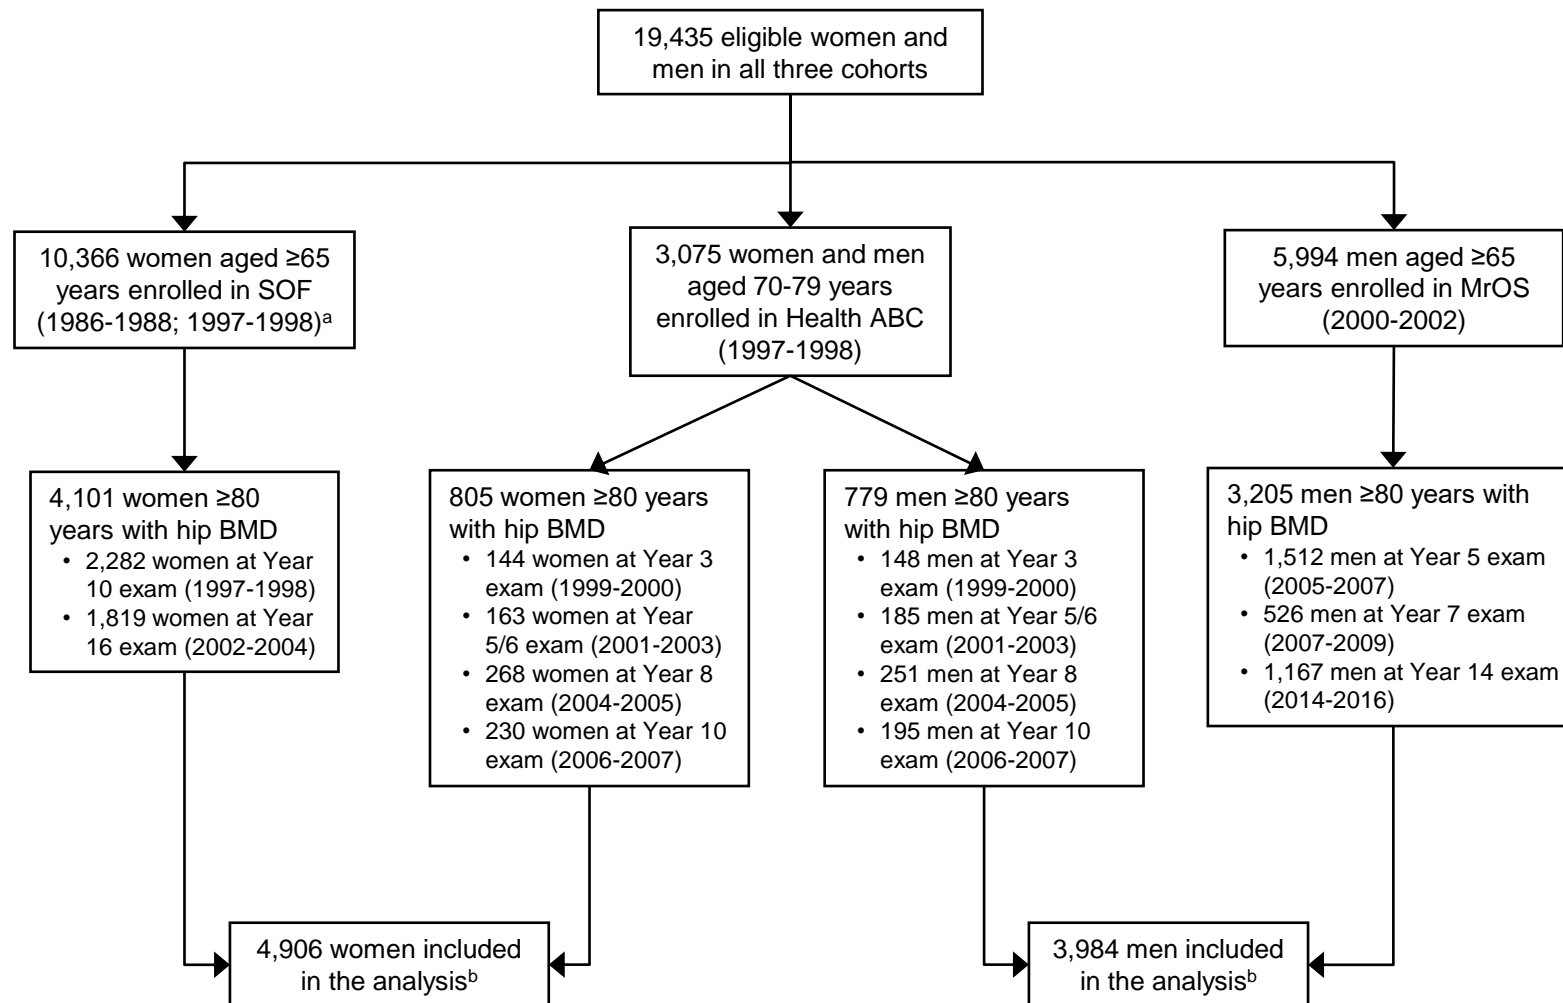 19,435 eligible women and
men in all three cohorts
10,366 women aged ≥65
years enrolled in SOF
(1986-1988; 1997-1998)a
3,075 women and men
aged 70-79 years
enrolled in Health ABC
(1997-1998)
5,994 men aged ≥65
years enrolled in MrOS
(2000-2002)
4,101 women ≥80
years with hip BMD
• 2,282 women at Year
10 exam (1997-1998)
• 1,819 women at Year
16 exam (2002-2004)
805 women ≥80 years
with hip BMD
• 144 women at Year 3
exam (1999-2000)
• 163 women at Year
5/6 exam (2001-2003)
• 268 women at Year 8
exam (2004-2005)
• 230 women at Year 10
exam (2006-2007)
779 men ≥80 years
with hip BMD
• 148 men at Year 3
exam (1999-2000)
• 185 men at Year 5/6
exam (2001-2003)
• 251 men at Year 8
exam (2004-2005)
• 195 men at Year 10
exam (2006-2007)
3,205 men ≥80 years with
hip BMD
• 1,512 men at Year 5 exam
(2005-2007)
• 526 men at Year 7 exam
(2007-2009)
• 1,167 men at Year 14 exam
(2014-2016)
4,906 women included
in the analysisb
3,984 men included
in the analysisb